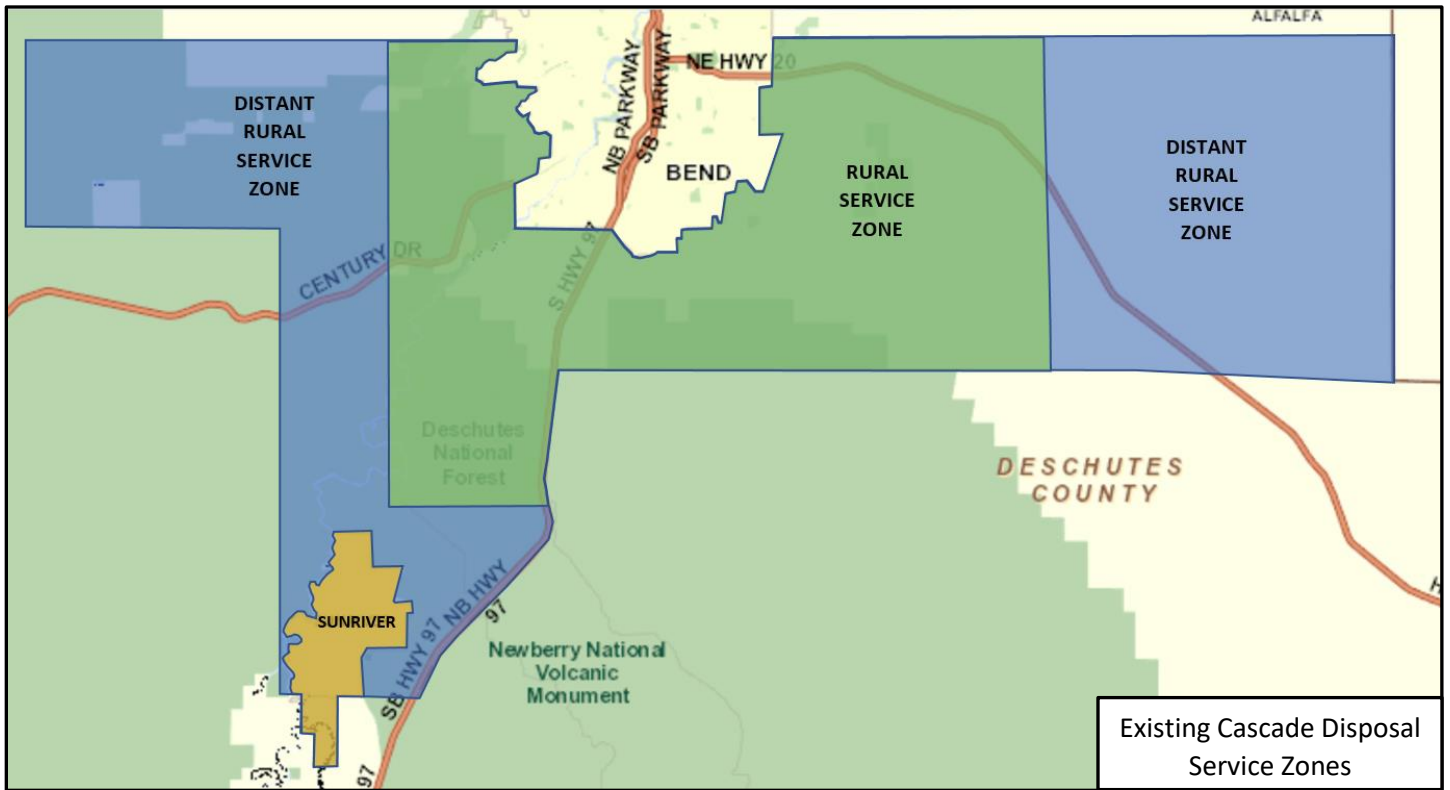 ALFALFA
DISTANT
RURAL
SERVICE
ZONE
NB PARKWAY
SB PARKWAY
NE HWY 20
BEND
RURAL
SERVICE
ZONE
DISTANT
RURAL
SERVICE
ZONE
CENTURY DR
S HWY 97
Deschutes
National
Forest
DESCHUTES
COUNTY
SUNRIVER
NB HWY
97
SB HWY 97
Newberry National
Volcanic
Monument
97
H
Existing Cascade Disposal
Service Zones